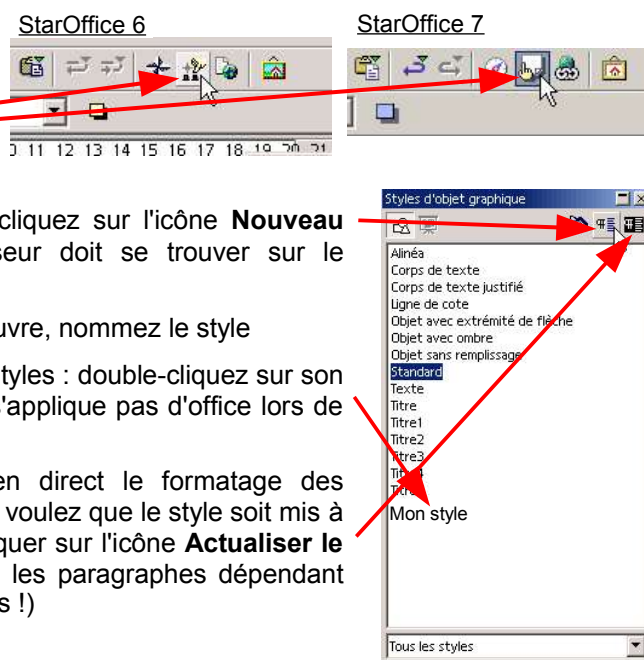 StarOffice 6
StarOffice 7
11 12 13 14 15 16 17 18 19 20 21
cliquez sur l'icône Nouveau
seur doit se trouver sur le
uvre, nommez le style
tyles : double-cliquez sur son
s'applique pas d'office lors de
en direct le formatage des
voulez que le style soit mis à
quer sur l'icône Actualiser le
les paragraphes dépendant
s !)
Styles d'objet graphique
Alinéa
Corps de texte
Corps de texte justifié
Ligne de cote
Objet avec extrémité de flèche
Objet avec ombre
Objet sans remplissage
Standard
Texte
Titre
Titre1
Titre2
Titre3
Titre4
Mon style
Tous les styles